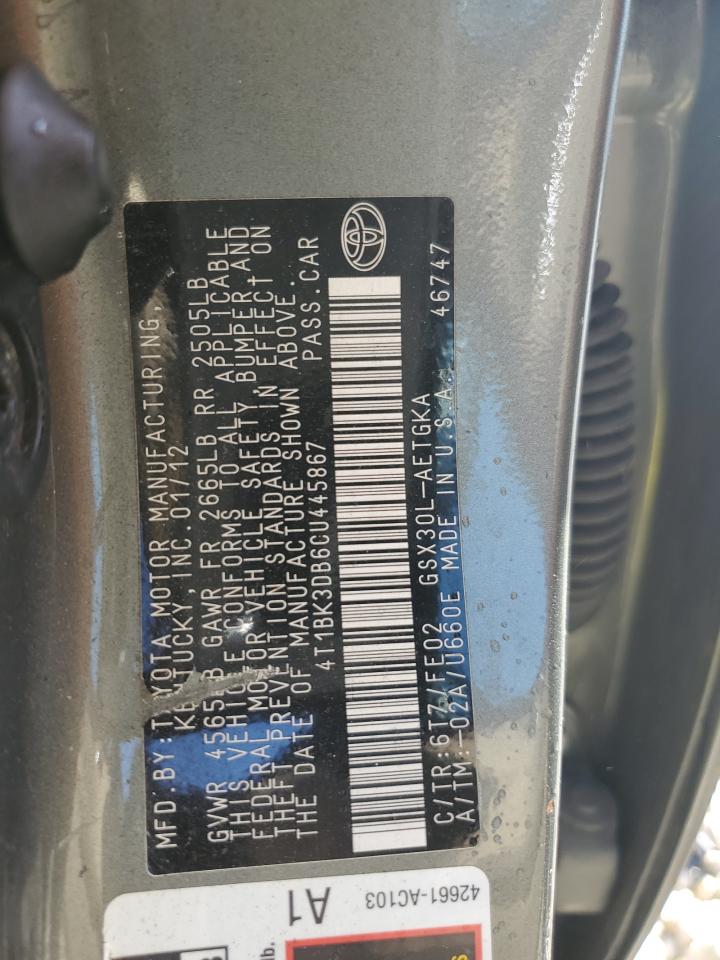 MFD.BY: TOYOTA MOTOR MANUFACTURING,
KENTUCKY, INC. 01/12
GVWR 4565LB GAWR FR 2665LB RR 2505LB
THIS VEHICLE CONFORMS TO ALL APPLICABLE
FEDERAL MOTOR VEHICLE SAFETY, BUMPER AND
THEFT PREVENTION STANDARDS IN EFFECT ON
THE DATE OF MANUFACTURE SHOWN ABOVE.
4T1BK3DB6CU445867 PASS.CAR
C/TR:6T7/FE02 GSX30L-AETGKA
A/TM:-02A/U660E MADE IN U.S.A. 46747
A1
42661-AC103
lb.